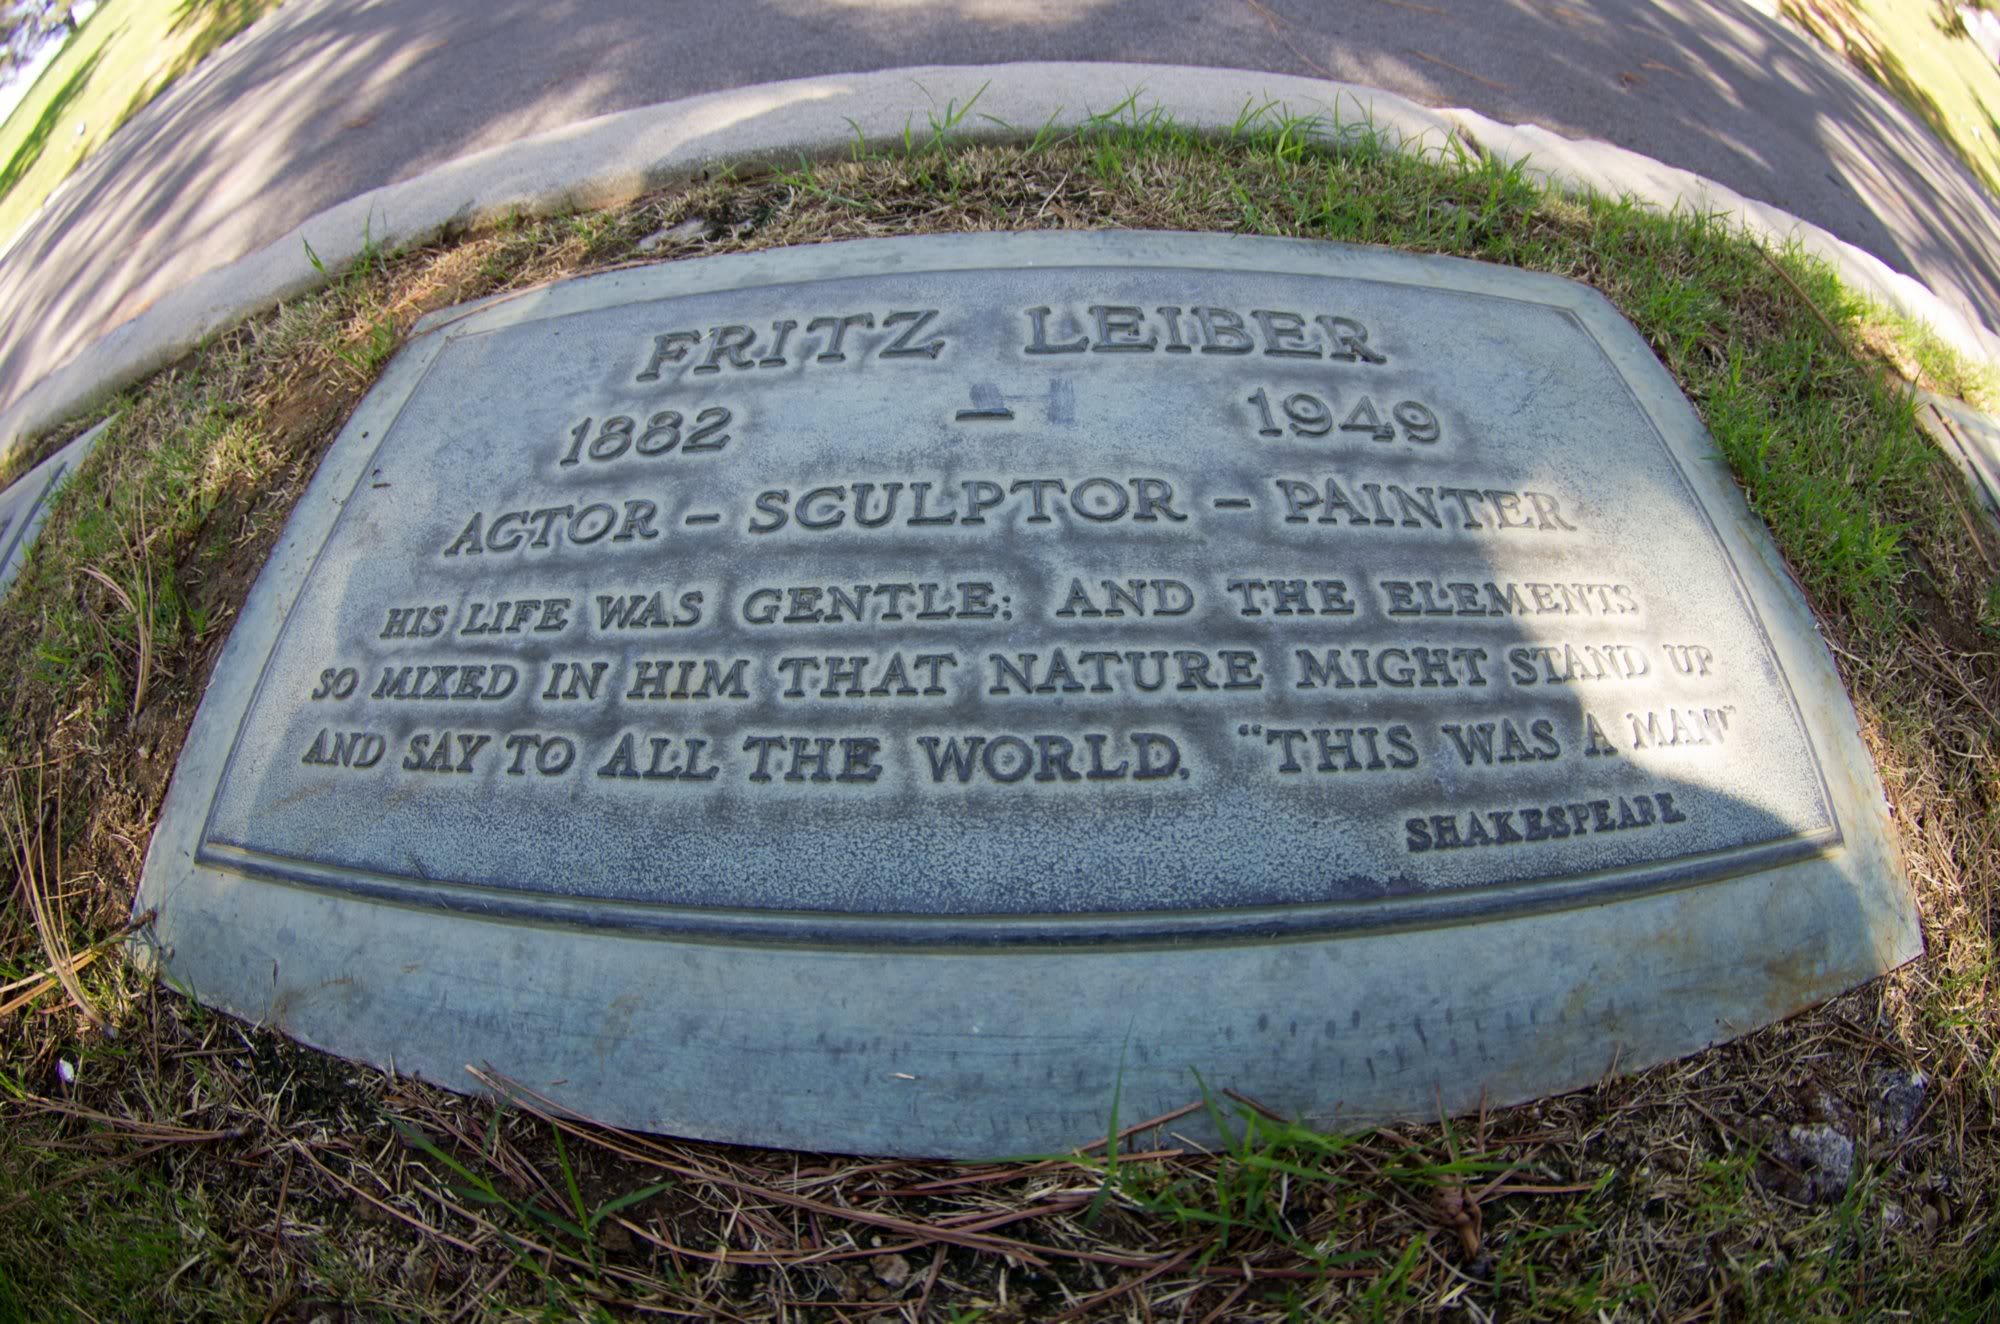 FRITZ LEIBER
1882 - 1949
ACTOR - SCULPTOR - PAINTER
HIS LIFE WAS GENTLE; AND THE ELEMENTS
SO MIXED IN HIM THAT NATURE MIGHT STAND UP
AND SAY TO ALL THE WORLD, "THIS WAS A MAN"
SHAKESPEARE